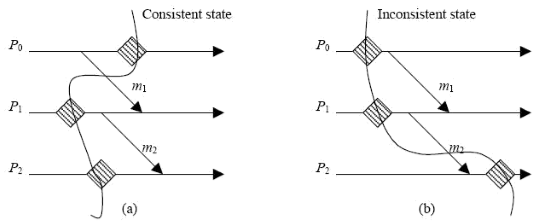 Consistent state
Inconsistent state
P0
P0
m1
m1
P1
P1
m2
m2
P2
P2
(a)
(b)